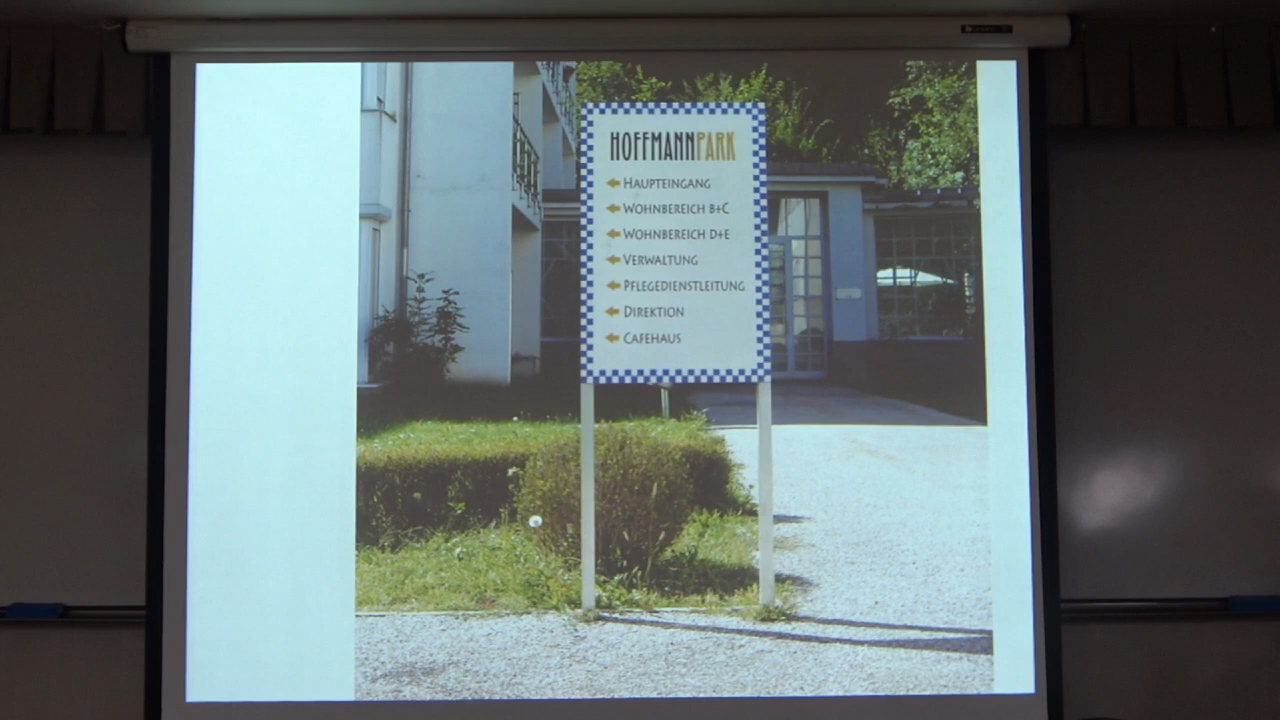 HOFFMANNPARK
HAUPTEINGANG
WOHNBEREICH B+C
WOHNBEREICH D+E
VERWALTUNG
PFLEGEDIENSTLEITUNG
DIREKTION
CAFEHAUS